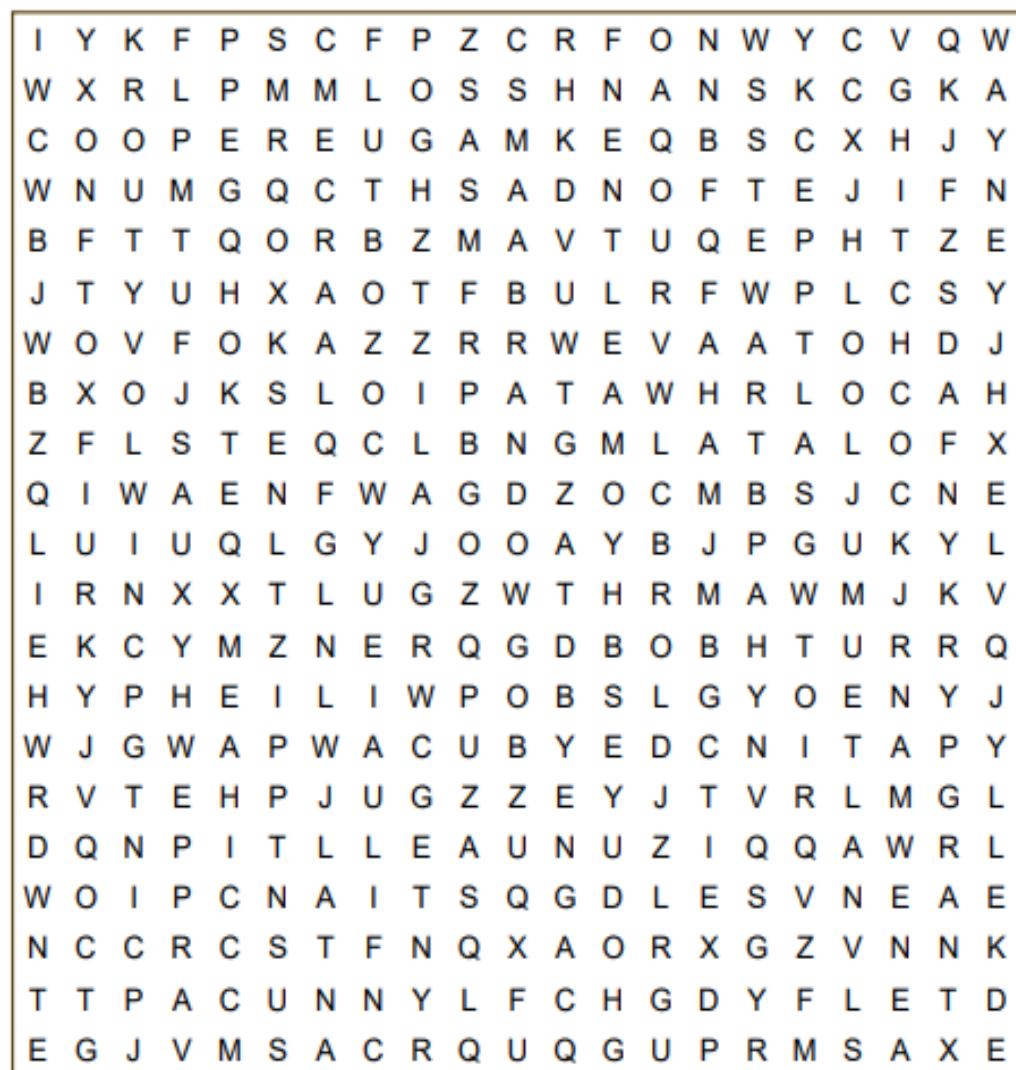 I Y K F P S C F P Z C R F O N W Y C V Q W
W X R L P M M L O S S H N A N S K C G K A
C O O P E R E U G A M K E Q B S C X H J Y
W N U M G Q C T H S A D N O F T E J I F N
B F T T Q O R B Z M A V T U Q E P H T Z E
J T Y U H X A O T F B U L R F W P L C S Y
W O V F O K A Z Z R R W E V A A T O H D J
B X O J K S L O I P A T A W H R L O C A H
Z F L S T E Q C L B N G M L A T A L O F X
Q I W A E N F W A G D Z O C M B S J C N E
L U I U Q L G Y J O O A Y B J P G U K Y L
I R N X X T L U G Z W T H R M A W M J K V
E K C Y M Z N E R Q G D B O B H T U R R Q
H Y P H E I L I W P O B S L G Y O E N Y J
W J G W A P W A C U B Y E D C N I T A P Y
R V T E H P J U G Z Z E Y J T V R L M G L
D Q N P I T L L E A U N U Z I Q Q A W R L
W O I P C N A I T S Q G D L E S V N E A E
N C C R C S T F N Q X A O R X G Z V N N K
T T P A C U N N Y L F C H G D Y F L E T D
E G J V M S A C R Q U Q G U P R M S A X E